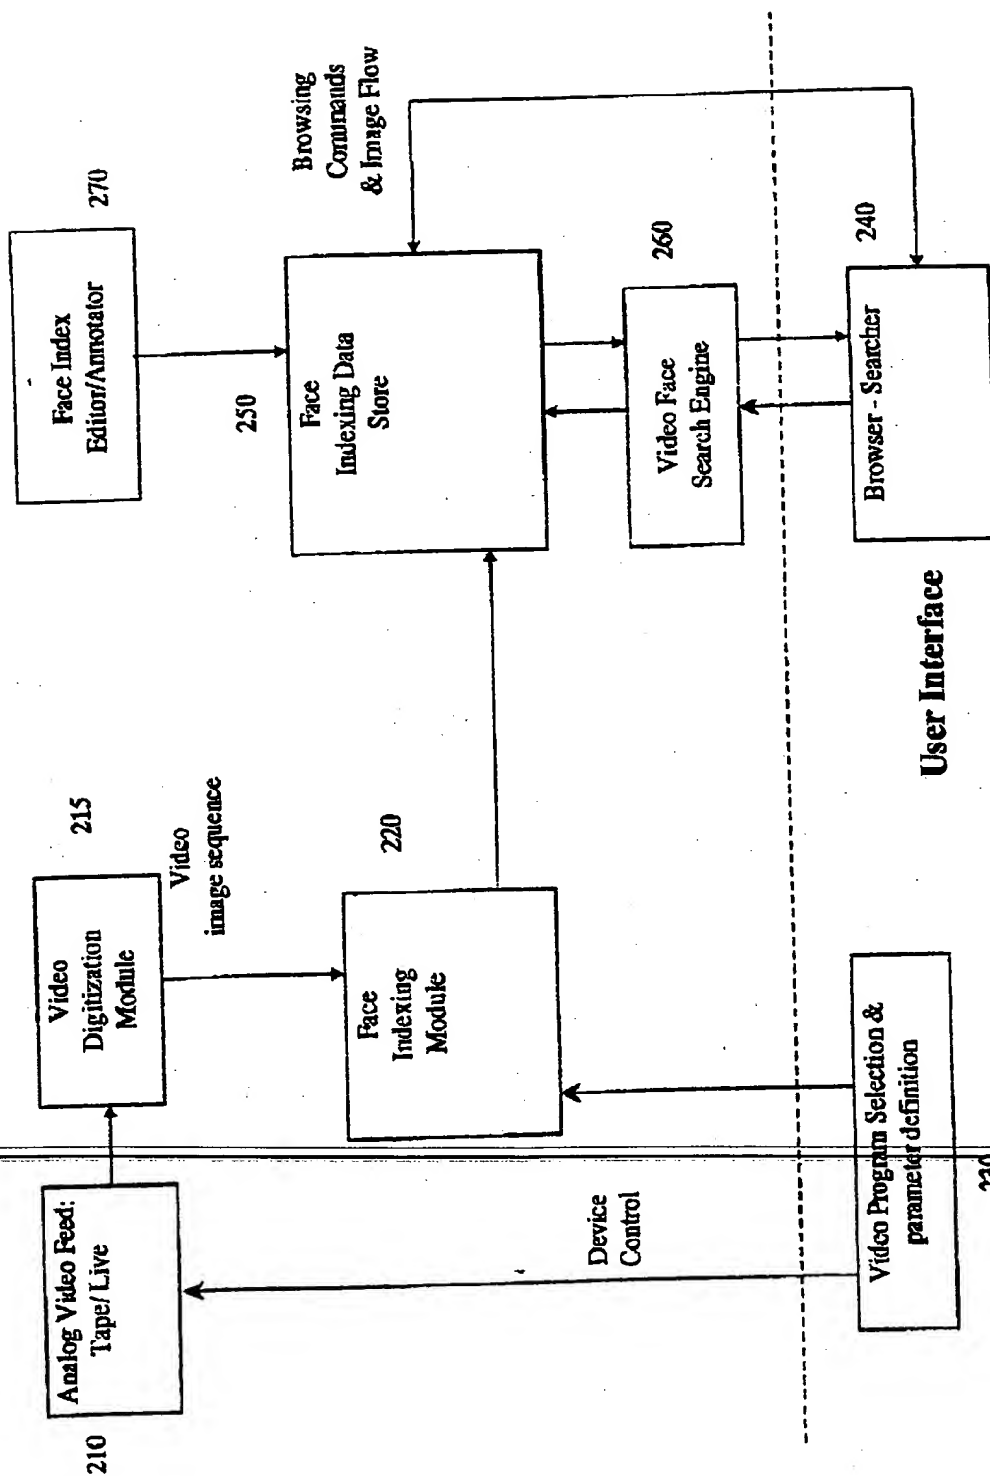 210
Analog Video Feed:
Tape/ Live
Video
Digitization
Module
215
Video
image sequence
Face Index
Editor/Annotator
270
Face
Indexing
Module
220
250
Face
Indexing Data
Store
Browsing
Commands
& Image Flow
Device
Control
Video Face
Search Engine
260
Video Program Selection &
parameter definition
230
User Interface
Browser - Searcher
240